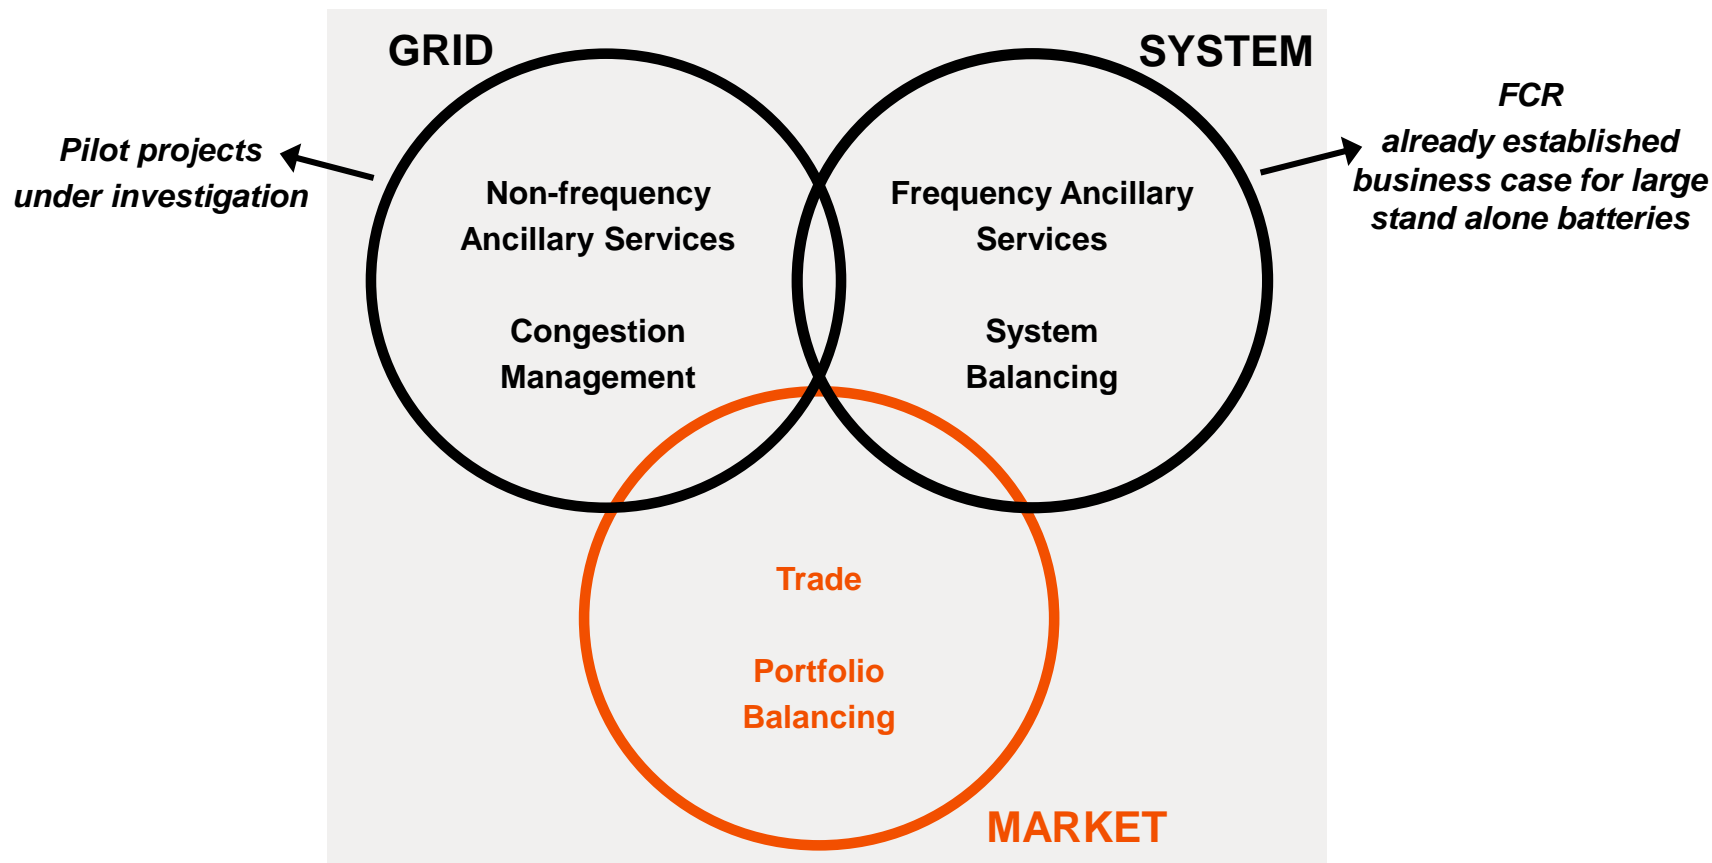 GRID
SYSTEM
Pilot projects
under investigation
FCR
already established
business case for large
stand alone batteries
Non-frequency
Ancillary Services
Congestion
Management
Frequency Ancillary
Services
System
Balancing
Trade
Portfolio
Balancing
MARKET